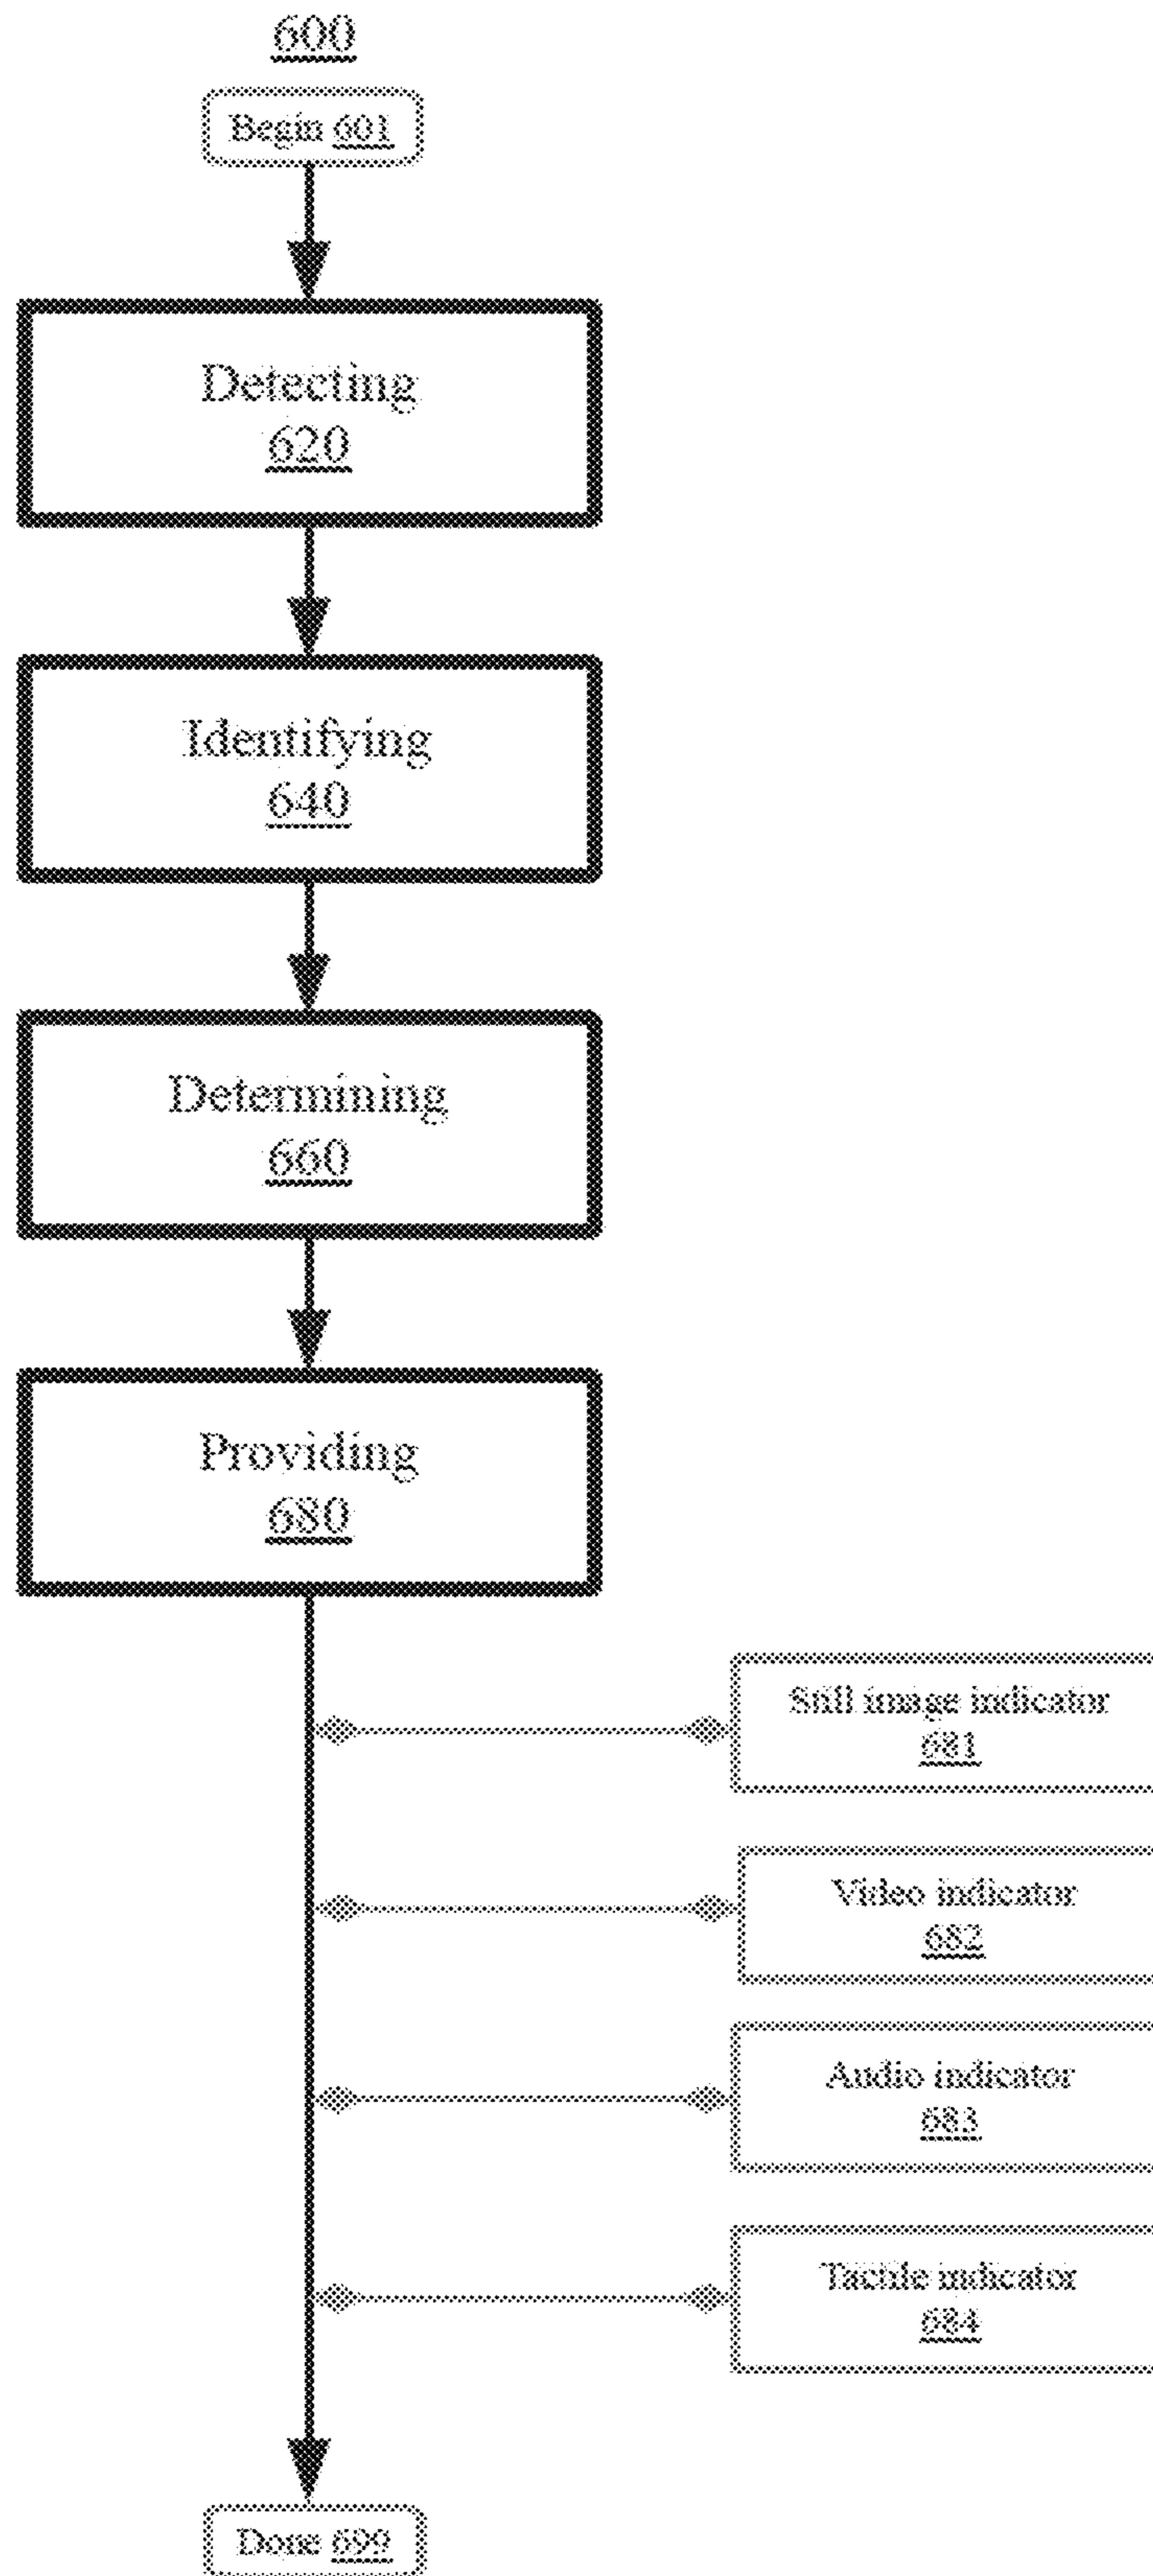 600
Begin 601
Detecting
620
Identifying
640
Determining
660
Providing
680
Still image indicator
681
Video indicator
682
Audio indicator
683
Tactile indicator
684
Done 699